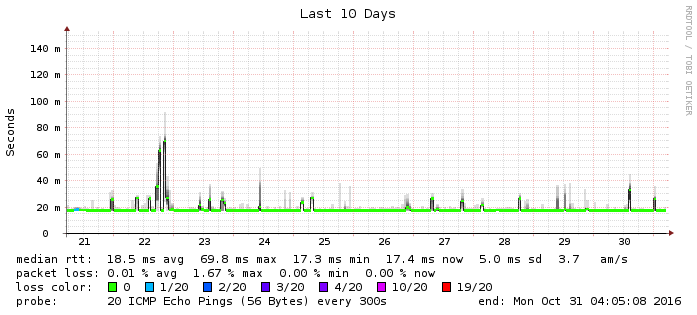 Last 10 Days
RRDTOOL / TOBI OETIKER
Seconds
140 m
120 m
100 m
80 m
60 m
40 m
20 m
0
21 22 23 24 25 26 27 28 29 30
median rtt: 18.5 ms avg 69.8 ms max 17.3 ms min 17.4 ms now 5.0 ms sd 3.7 am/s
packet loss: 0.01 % avg 1.67 % max 0.00 % min 0.00 % now
loss color: 0 1/20 2/20 3/20 4/20 10/20 19/20
probe: 20 ICMP Echo Pings (56 Bytes) every 300s end: Mon Oct 31 04:05:08 2016